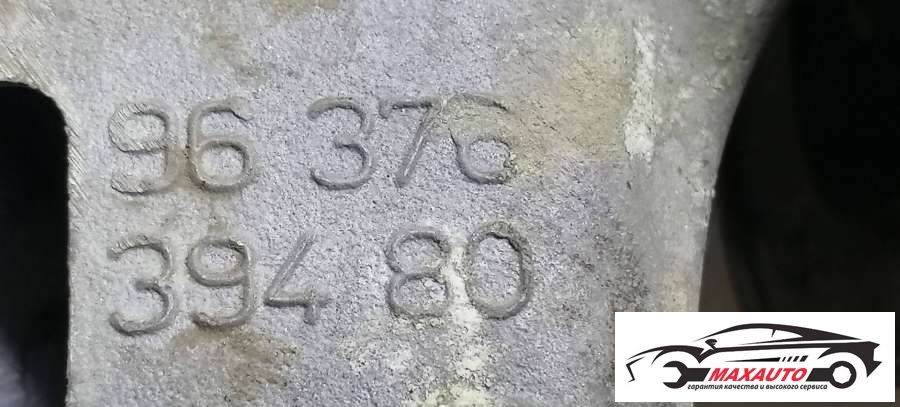 96 376
394 80
MAXAUTO
гарантия качества и высокого сервиса